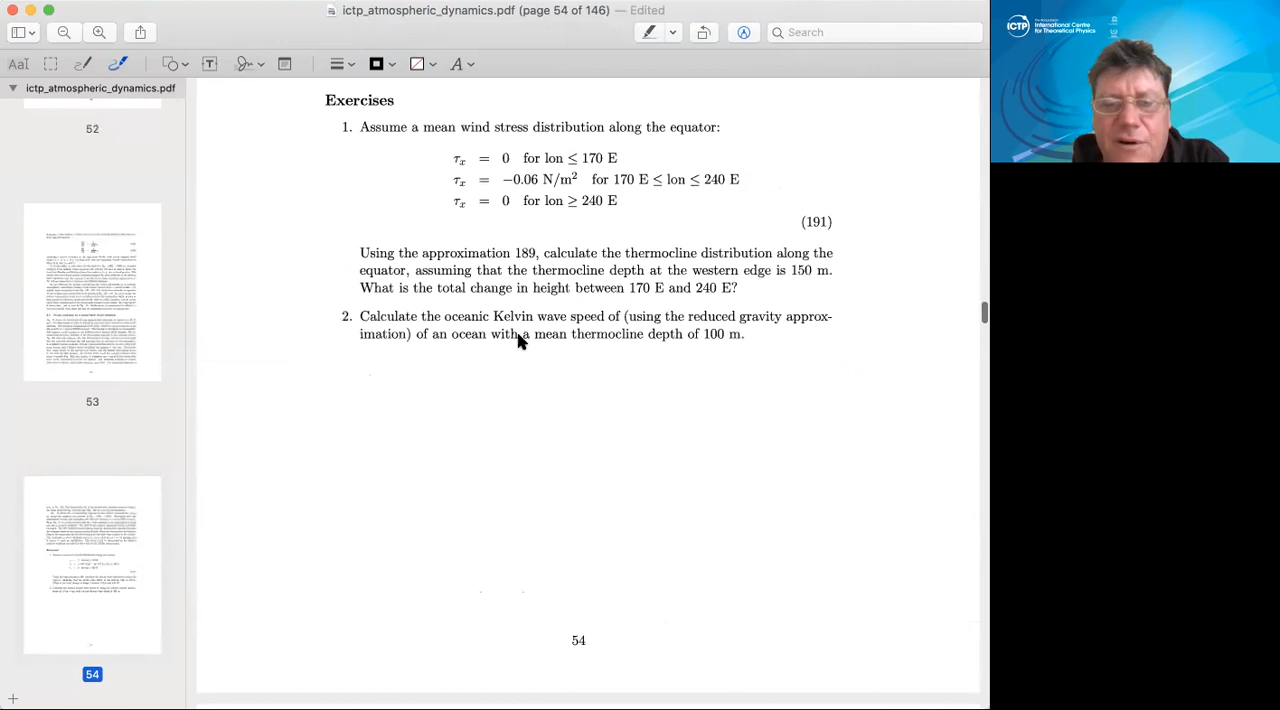 ictp_atmospheric_dynamics.pdf (page 54 of 146) — Edited
Search
ictp_atmospheric_dynamics.pdf
52
53
54
Exercises
1. Assume a mean wind stress distribution along the equator:
τx = 0 for lon ≤ 170 E
τx = −0.06 N/m² for 170 E ≤ lon ≤ 240 E
τx = 0 for lon ≥ 240 E
(191)
Using the approximation 189, calculate the thermocline distribution along the
equator, assuming that the thermocline depth at the western edge is 150 m.
What is the total change in height between 170 E and 240 E?
2. Calculate the oceanic Kelvin wave speed of (using the reduced gravity approx-
imation) of an ocean with mean thermocline depth of 100 m.
54
ICTP
International Centre
for Theoretical Physics